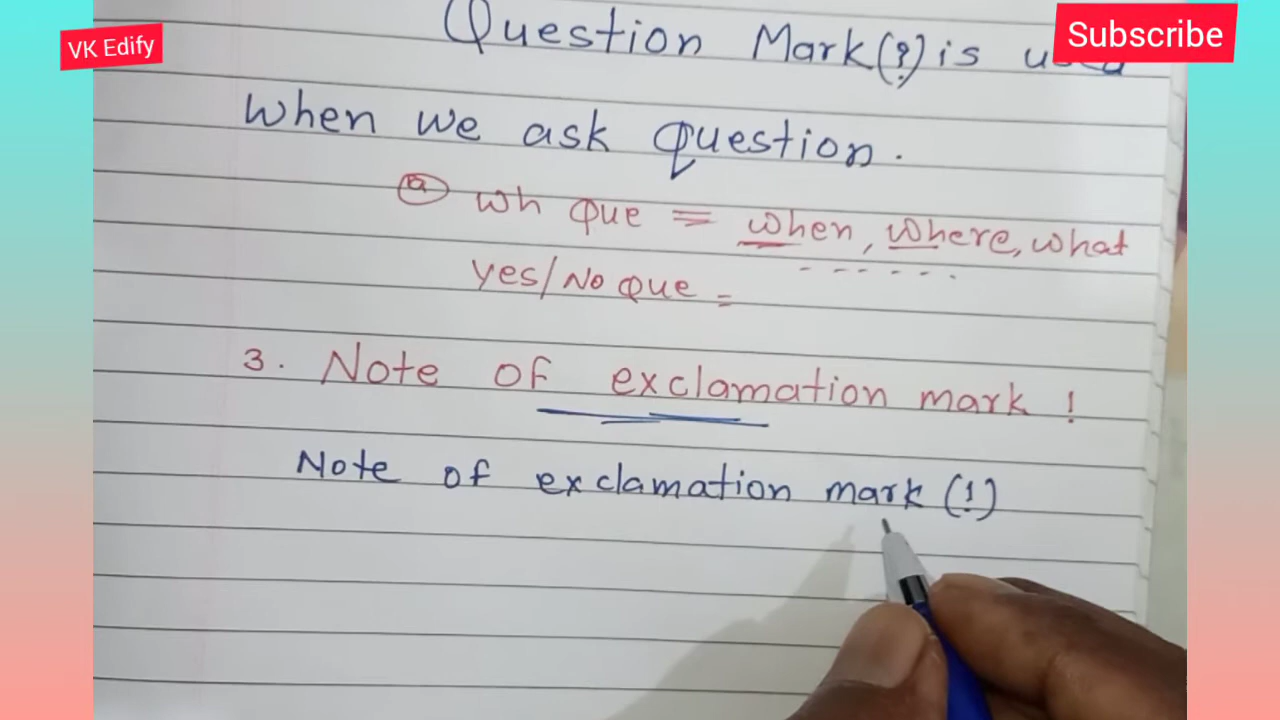 VK Edify
Subscribe
Question Mark(?) is used
when we ask Question.
(a) Wh Que = when, where, what
Yes/No Que = - - - - - -
3. Note of exclamation mark !
Note of exclamation mark (!)